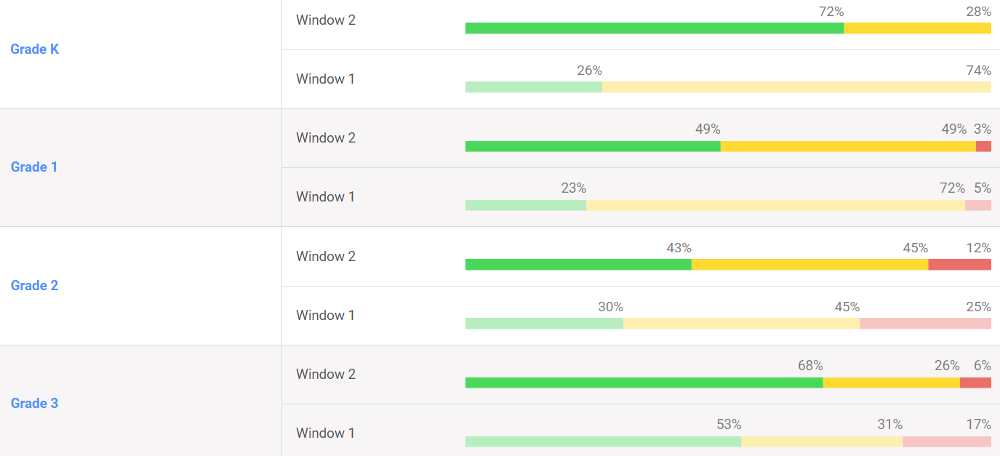 72% 28%
Window 2
Grade K
26% 74%
Window 1
49% 49% 3%
Window 2
Grade 1
23% 72% 5%
Window 1
43% 45% 12%
Window 2
Grade 2
30% 45% 25%
Window 1
68% 26% 6%
Window 2
Grade 3
53% 31% 17%
Window 1